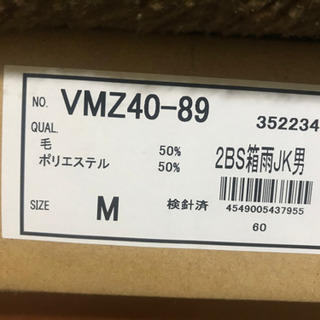 NO. VMZ40-89
352234
QUAL.
毛 50%
ポリエステル 50%
2BS箱雨JK男
SIZE M 検針済
4549005437955
60